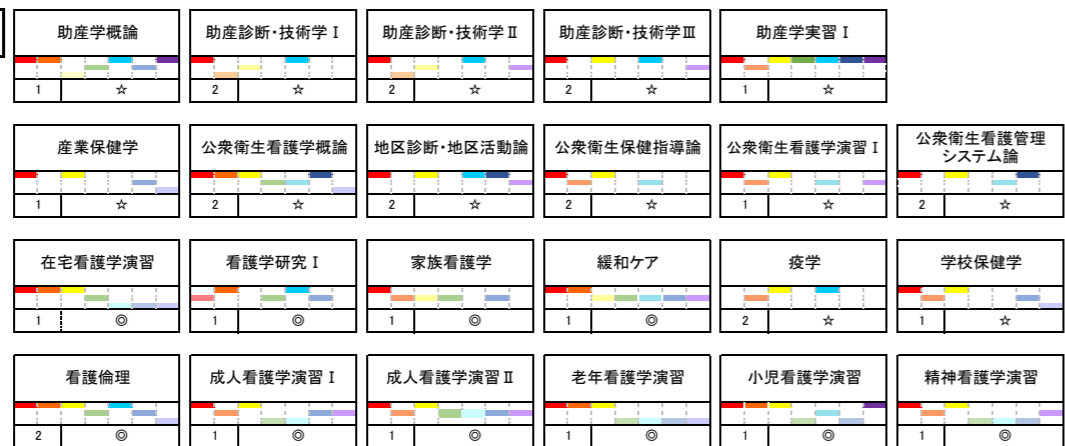 助産学概論 助産診断・技術学Ⅰ 助産診断・技術学Ⅱ 助産診断・技術学Ⅲ 助産学実習Ⅰ
1 ☆ 2 ☆ 2 ☆ 2 ☆ 1 ☆
産業保健学 公衆衛生看護学概論 地区診断・地区活動論 公衆衛生保健指導論 公衆衛生看護学演習Ⅰ 公衆衛生看護管理
システム論
1 ☆ 2 ☆ 2 ☆ 2 ☆ 1 ☆ 2 ☆
在宅看護学演習 看護学研究Ⅰ 家族看護学 緩和ケア 疫学 学校保健学
1 ◎ 1 ◎ 1 ◎ 1 ◎ 2 ☆ 1 ☆
看護倫理 成人看護学演習Ⅰ 成人看護学演習Ⅱ 老年看護学演習 小児看護学演習 精神看護学演習
2 ◎ 1 ◎ 1 ◎ 1 ◎ 1 ◎ 1 ◎